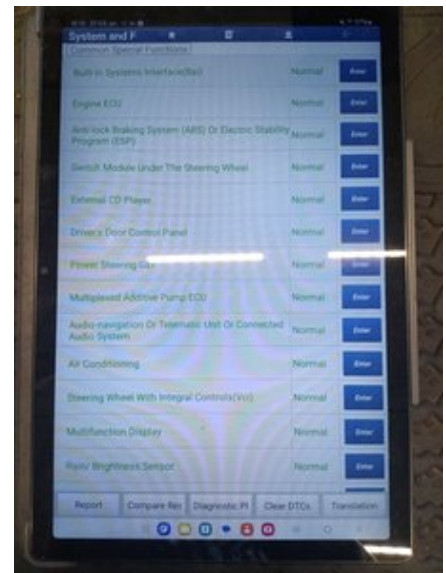 System and F
Common Special Functions
Built-in Systems Interface(Bsi) Normal Enter
Engine ECU Normal Enter
Anti-lock Braking System (ABS) Or Electric Stability
Program (ESP) Normal Enter
Switch Module Under The Steering Wheel Normal Enter
External CD Player Normal Enter
Driver's Door Control Panel Normal Enter
Power Steering Normal Enter
Multiplexed Additive Pump ECU Normal Enter
Audio-navigation Or Telematic Unit Or Connected
Audio System Normal Enter
Air Conditioning Normal Enter
Steering Wheel With Integral Controls(Vci) Normal Enter
Multifunction Display Normal Enter
Rain/ Brightness Sensor Normal Enter
Report Compare Res Diagnostic Pl Clear DTCs Translation